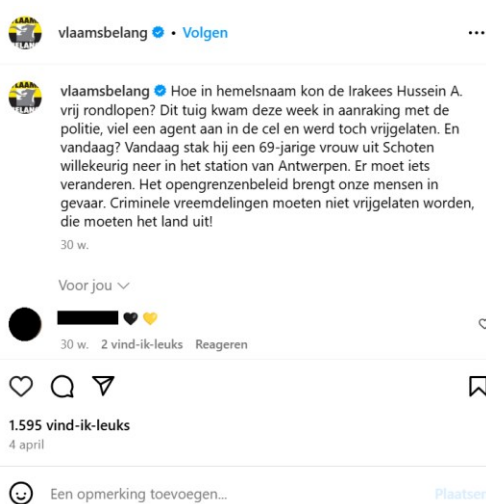 vlaamsbelang • Volgen
vlaamsbelang Hoe in hemelsnaam kon de Irakees Hussein A.
vrij rondlopen? Dit tuig kwam deze week in aanraking met de
politie, viel een agent aan in de cel en werd toch vrijgelaten. En
vandaag? Vandaag stak hij een 69-jarige vrouw uit Schoten
willekeurig neer in het station van Antwerpen. Er moet iets
veranderen. Het opengrenzenbeleid brengt onze mensen in
gevaar. Criminele vreemdelingen moeten niet vrijgelaten worden,
die moeten het land uit!
30 w.
Voor jou
🖤 💛
30 w. 2 vind-ik-leuks Reageren
1.595 vind-ik-leuks
4 april
Een opmerking toevoegen... Plaatsen